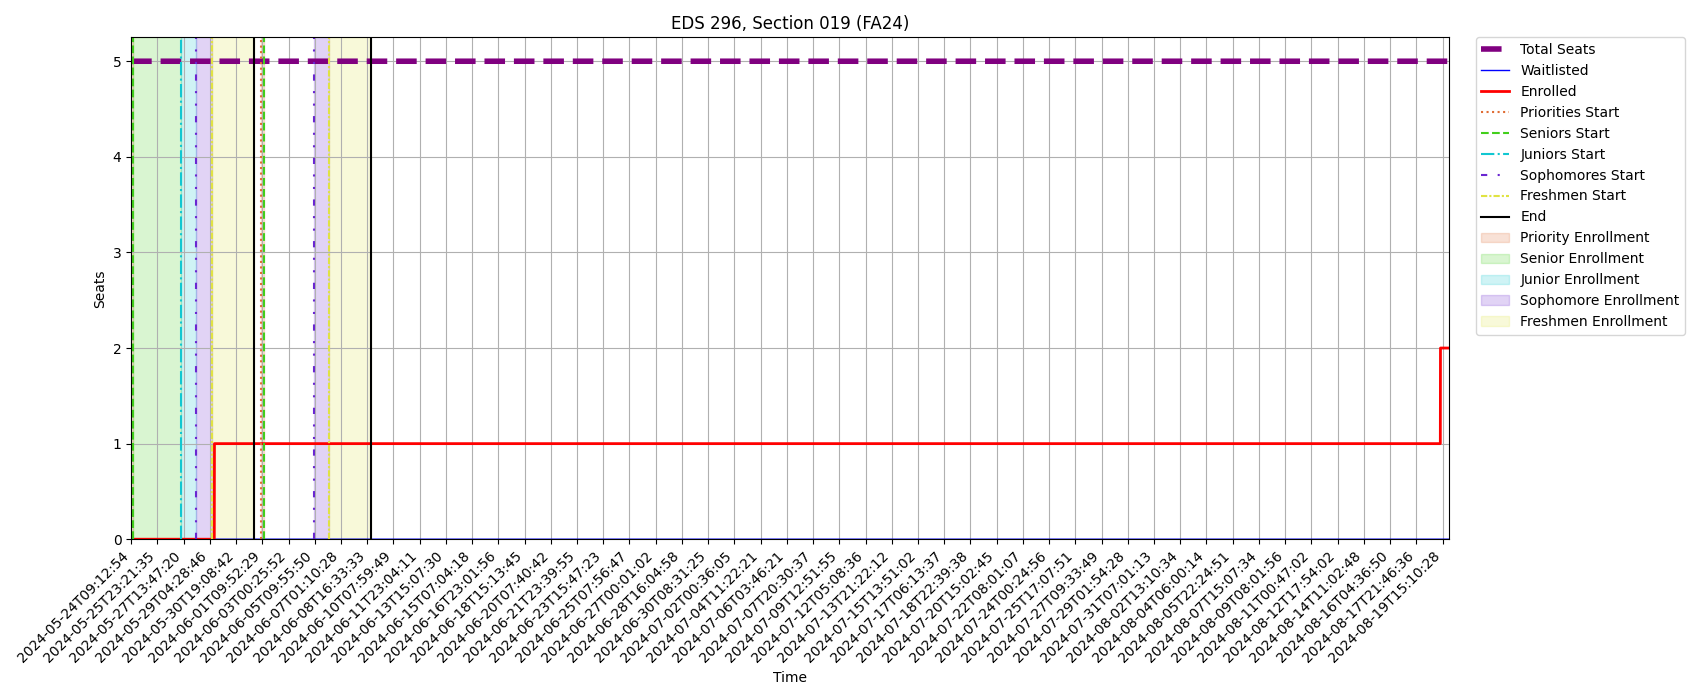 EDS 296, Section 019 (FA24)
Seats
5
4
3
2
1
0
2024-05-24T09:12:54
2024-05-25T23:21:35
2024-05-27T13:47:20
2024-05-29T04:28:46
2024-05-30T19:08:42
2024-06-01T09:52:29
2024-06-03T00:25:52
2024-06-05T09:55:50
2024-06-07T01:10:28
2024-06-08T16:33:33
2024-06-10T07:59:49
2024-06-11T23:04:11
2024-06-13T15:07:30
2024-06-15T07:04:18
2024-06-16T23:01:56
2024-06-18T15:13:45
2024-06-20T07:40:42
2024-06-21T23:39:55
2024-06-23T15:47:23
2024-06-25T07:56:47
2024-06-27T00:01:02
2024-06-28T16:04:58
2024-06-30T08:31:25
2024-07-02T00:36:05
2024-07-04T11:22:21
2024-07-06T03:46:21
2024-07-07T20:30:37
2024-07-09T12:51:55
2024-07-12T05:08:36
2024-07-13T21:22:12
2024-07-15T13:51:02
2024-07-17T06:13:37
2024-07-18T22:39:38
2024-07-20T15:02:45
2024-07-22T08:01:07
2024-07-24T00:24:56
2024-07-25T17:07:51
2024-07-27T09:33:49
2024-07-29T01:54:28
2024-07-31T07:01:13
2024-08-02T13:10:34
2024-08-04T06:00:14
2024-08-05T22:24:51
2024-08-07T15:07:34
2024-08-09T08:01:56
2024-08-11T00:47:02
2024-08-12T17:54:02
2024-08-14T11:02:48
2024-08-16T04:36:50
2024-08-17T21:46:36
2024-08-19T15:10:28
Time
Total Seats
Waitlisted
Enrolled
Priorities Start
Seniors Start
Juniors Start
Sophomores Start
Freshmen Start
End
Priority Enrollment
Senior Enrollment
Junior Enrollment
Sophomore Enrollment
Freshmen Enrollment